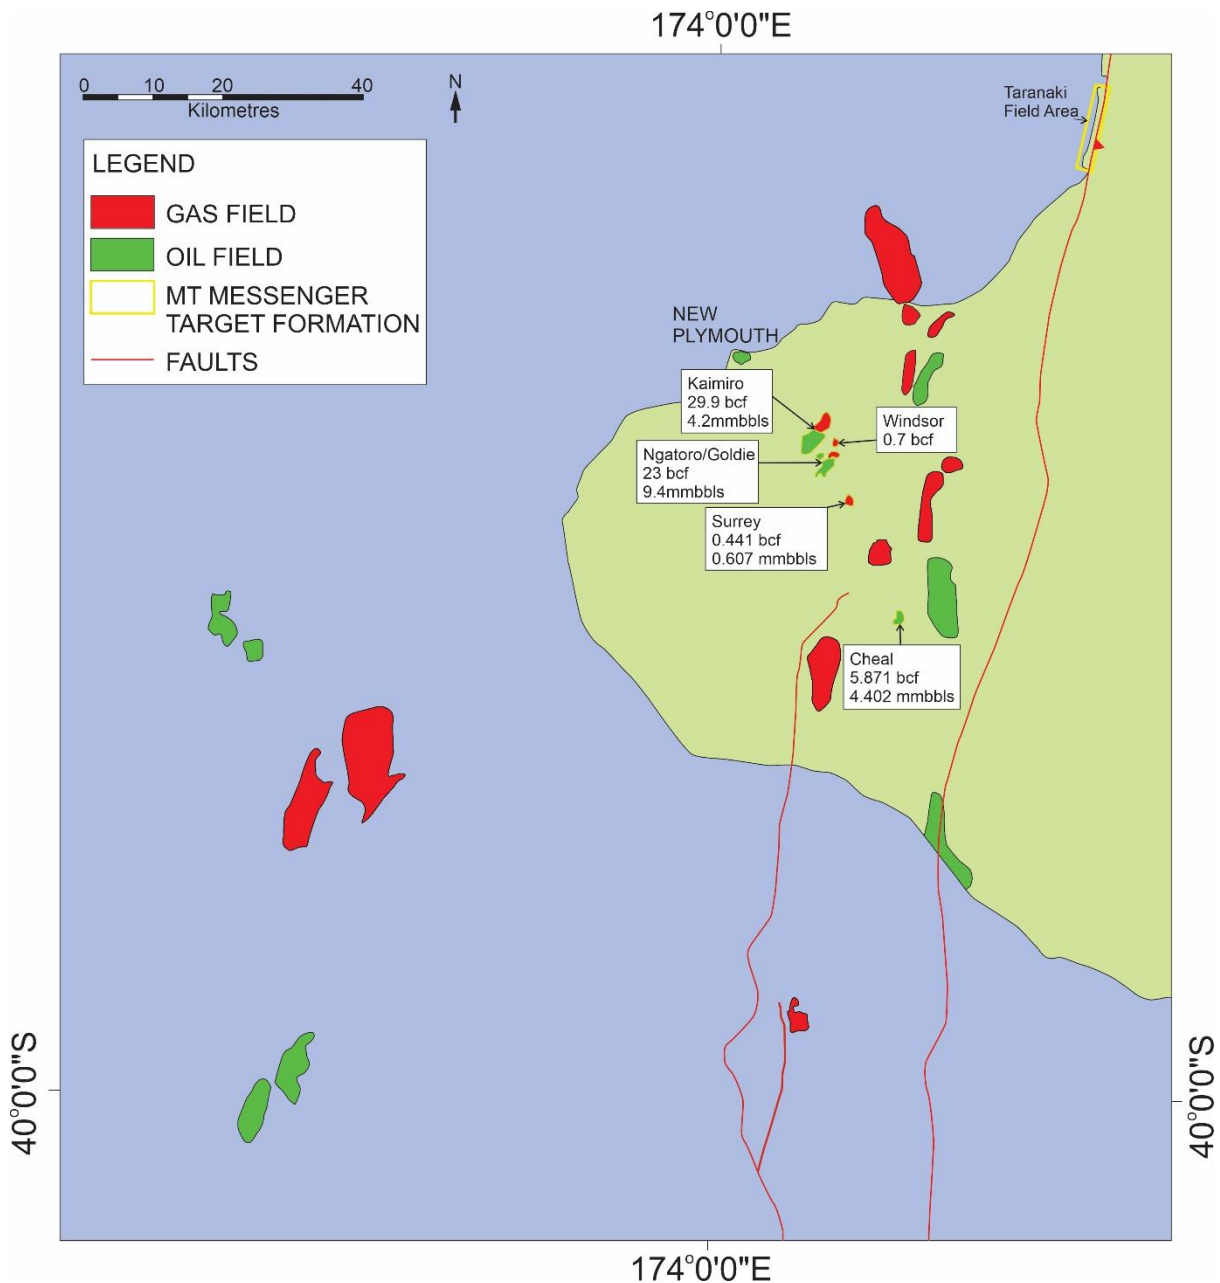 174°0'0"E
0 10 20 40
Kilometres
N
Taranaki
Field Area
LEGEND
GAS FIELD
OIL FIELD
MT MESSENGER
TARGET FORMATION
FAULTS
NEW
PLYMOUTH
Kaimiro
29.9 bcf
4.2mmbbls
Windsor
0.7 bcf
Ngatoro/Goldie
23 bcf
9.4mmbbls
Surrey
0.441 bcf
0.607 mmbbls
Cheal
5.871 bcf
4.402 mmbbls
40°0'0"S
40°0'0"S
174°0'0"E